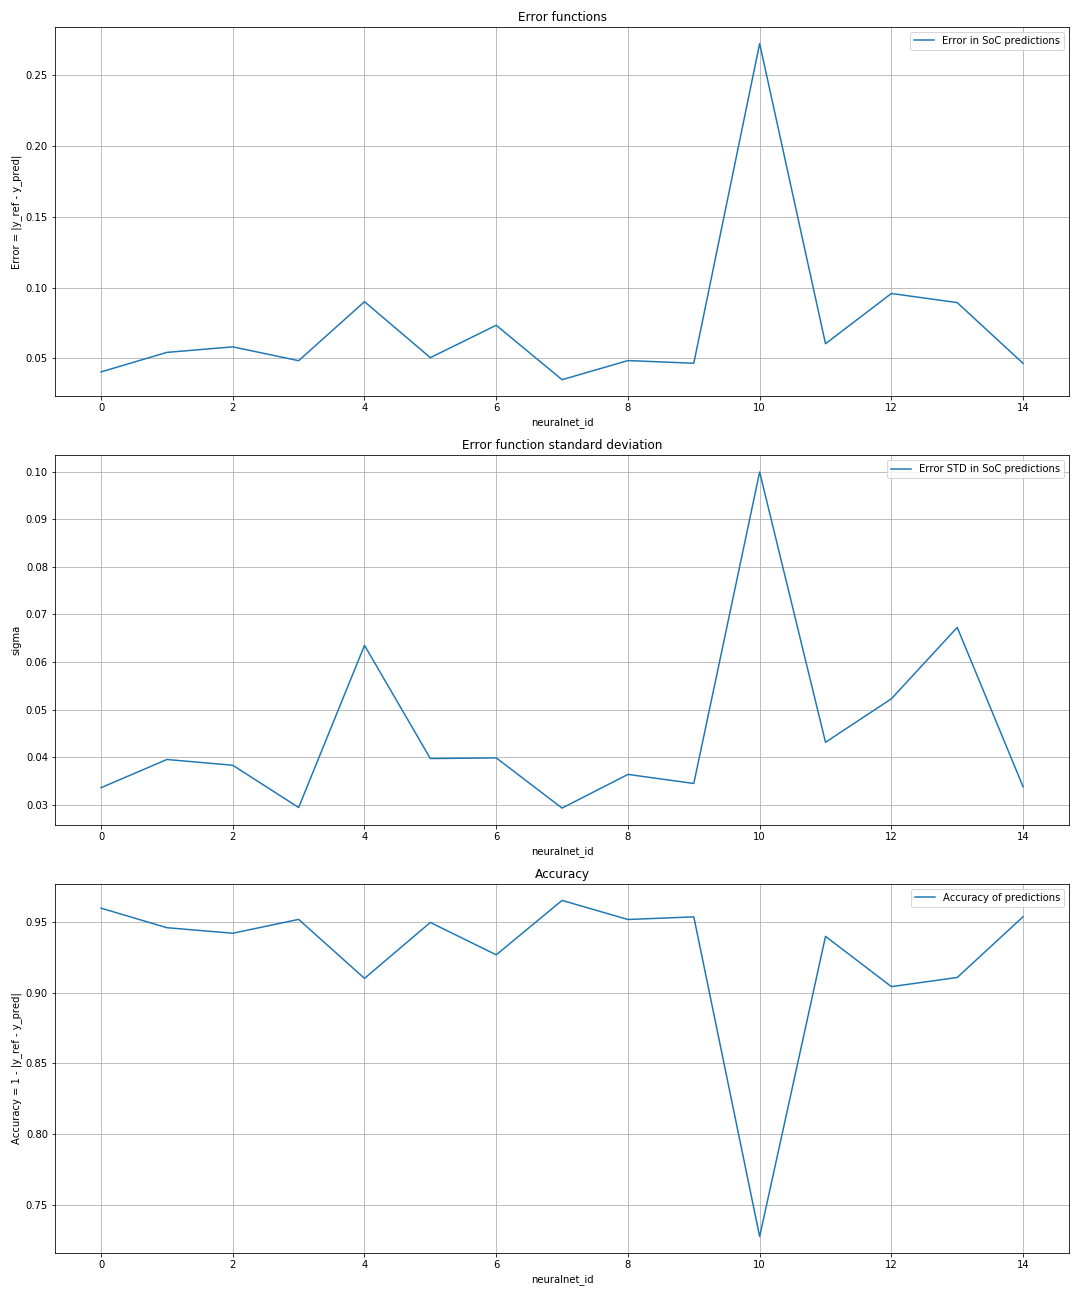 Error functions
Error in SoC predictions
0.25
0.20
0.15
0.10
0.05
Error = |y_ref - y_pred|
0 2 4 6 8 10 12 14
neuralnet_id
Error function standard deviation
Error STD in SoC predictions
0.10
0.09
0.08
0.07
0.06
0.05
0.04
0.03
sigma
0 2 4 6 8 10 12 14
neuralnet_id
Accuracy
Accuracy of predictions
0.95
0.90
0.85
0.80
0.75
Accuracy = 1 - |y_ref - y_pred|
0 2 4 6 8 10 12 14
neuralnet_id